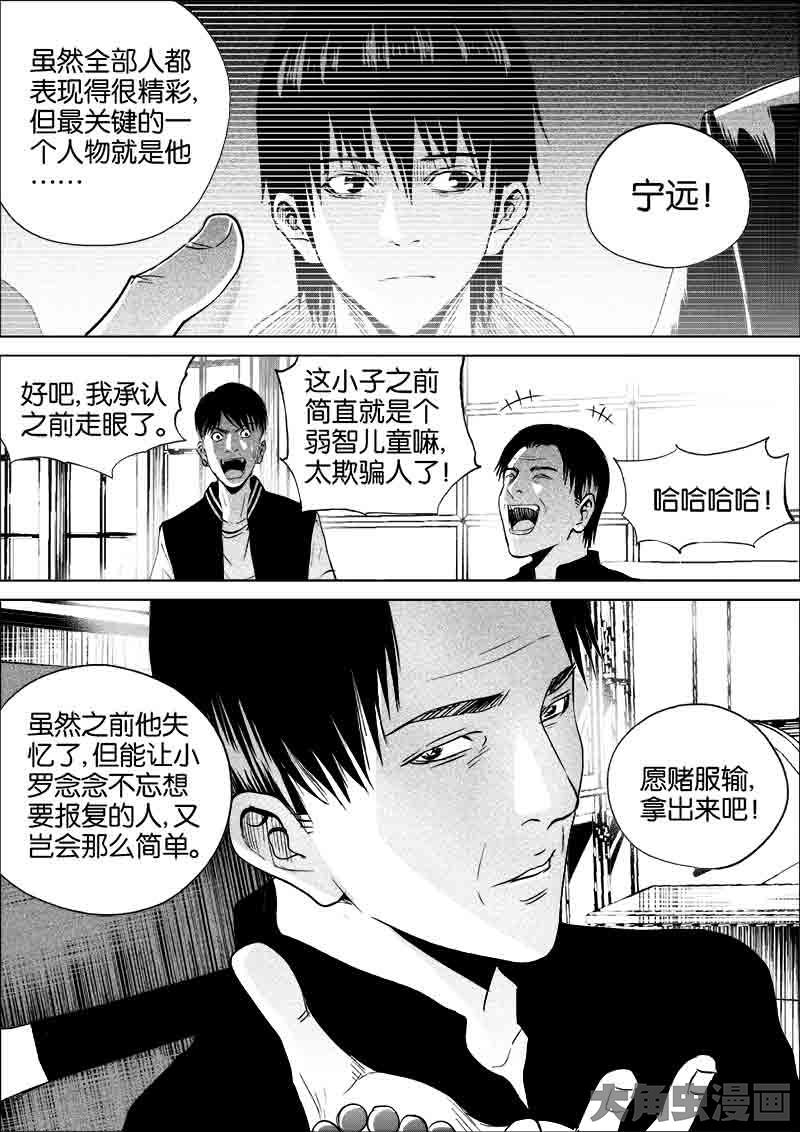 虽然全部人都
表现得很精彩,
但最关键的一
个人物就是他
……
宁远！
好吧,我承认
之前走眼了。
这小子之前
简直就是个
弱智儿童嘛,
太欺骗人了！
哈哈哈哈！
虽然之前他失
忆了,但能让小
罗念念不忘想
要报复的人,又
岂会那么简单。
愿赌服输,
拿出来吧！
大角虫漫画